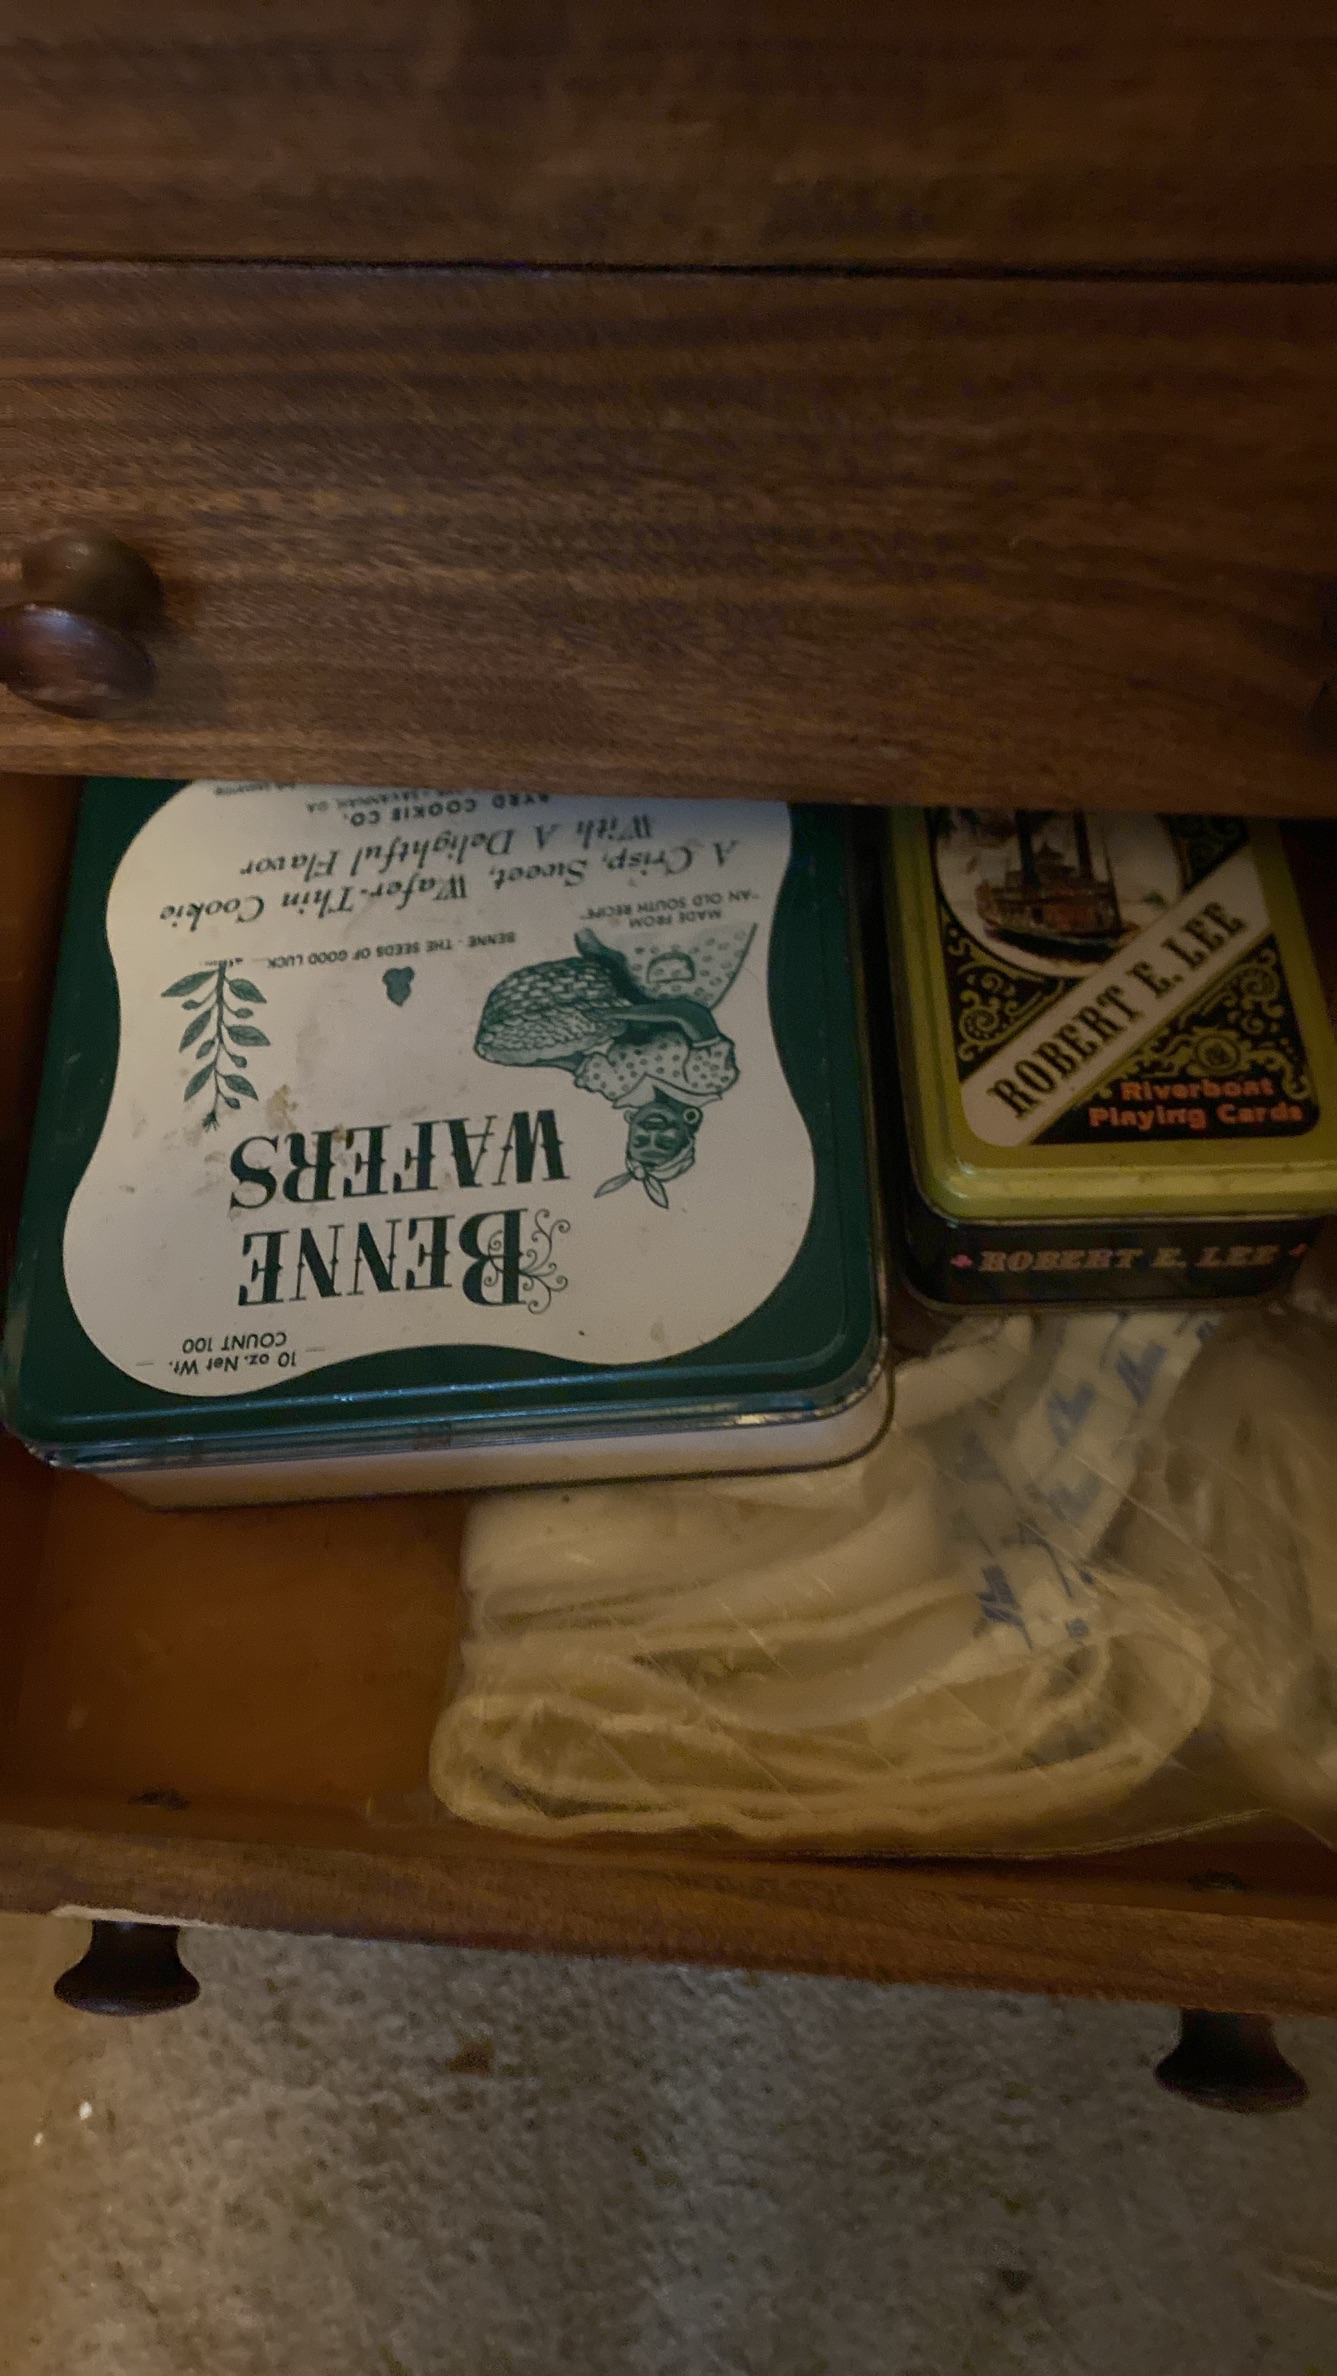 10 oz. Net Wt.
COUNT 100
BENNE
WAFERS
BENNE - THE SEEDS OF GOOD LUCK
MADE FROM
"AN OLD SOUTH RECIPE"
A Crisp, Sweet, Wafer-Thin Cookie
With A Delightful Flavor
BYRD COOKIE CO.
SAVANNAH, GA
ROBERT E. LEE
Riverboat
Playing Cards
ROBERT E. LEE